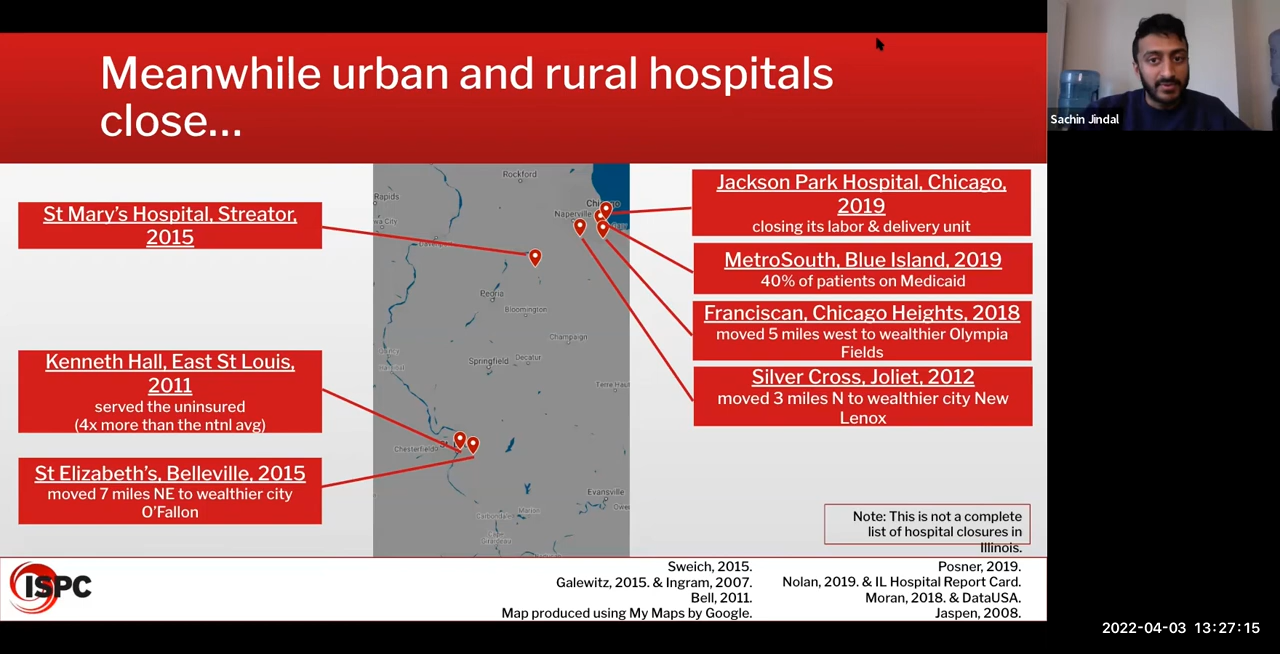 Meanwhile urban and rural hospitals
close...
Sachin Jindal
St Mary's Hospital, Streator,
2015
Kenneth Hall, East St Louis,
2011
served the uninsured
(4x more than the ntnl avg)
St Elizabeth's, Belleville, 2015
moved 7 miles NE to wealthier city
O'Fallon
Rockford
Naperville
Peoria
Bloomington
Champaign
Springfield
Decatur
Terre Haut
Chesterfield
Evansville
Carbondale
Marion
Cape
Girardeau
Jackson Park Hospital, Chicago,
2019
closing its labor & delivery unit
MetroSouth, Blue Island, 2019
40% of patients on Medicaid
Franciscan, Chicago Heights, 2018
moved 5 miles west to wealthier Olympia
Fields
Silver Cross, Joliet, 2012
moved 3 miles N to wealthier city New
Lenox
Note: This is not a complete
list of hospital closures in
Illinois.
ISPC
Sweich, 2015.
Galewitz, 2015. & Ingram, 2007.
Bell, 2011.
Map produced using My Maps by Google.
Posner, 2019.
Nolan, 2019. & IL Hospital Report Card.
Moran, 2018. & DataUSA.
Jaspen, 2008.
2022-04-03 13:27:15